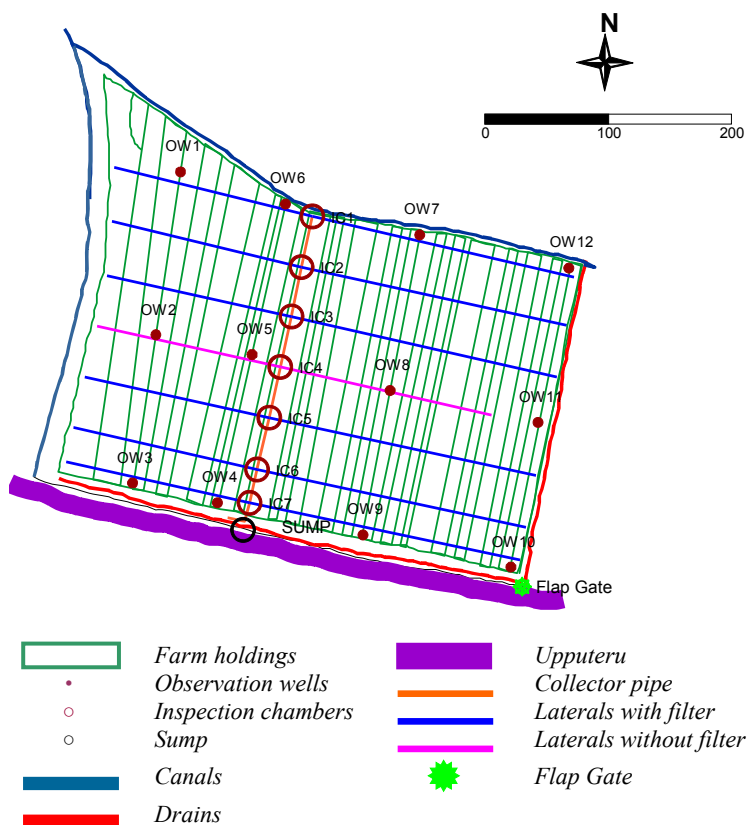 N
0 100 200
OW1
OW6
IC1
OW7
OW12
IC2
IC3
OW2
OW5
IC4
OW8
OW11
IC5
OW3
IC6
OW4
IC7
OW9
SUMP
OW10
Flap Gate
Farm holdings
Observation wells
Inspection chambers
Sump
Canals
Drains
Upputeru
Collector pipe
Laterals with filter
Laterals without filter
Flap Gate